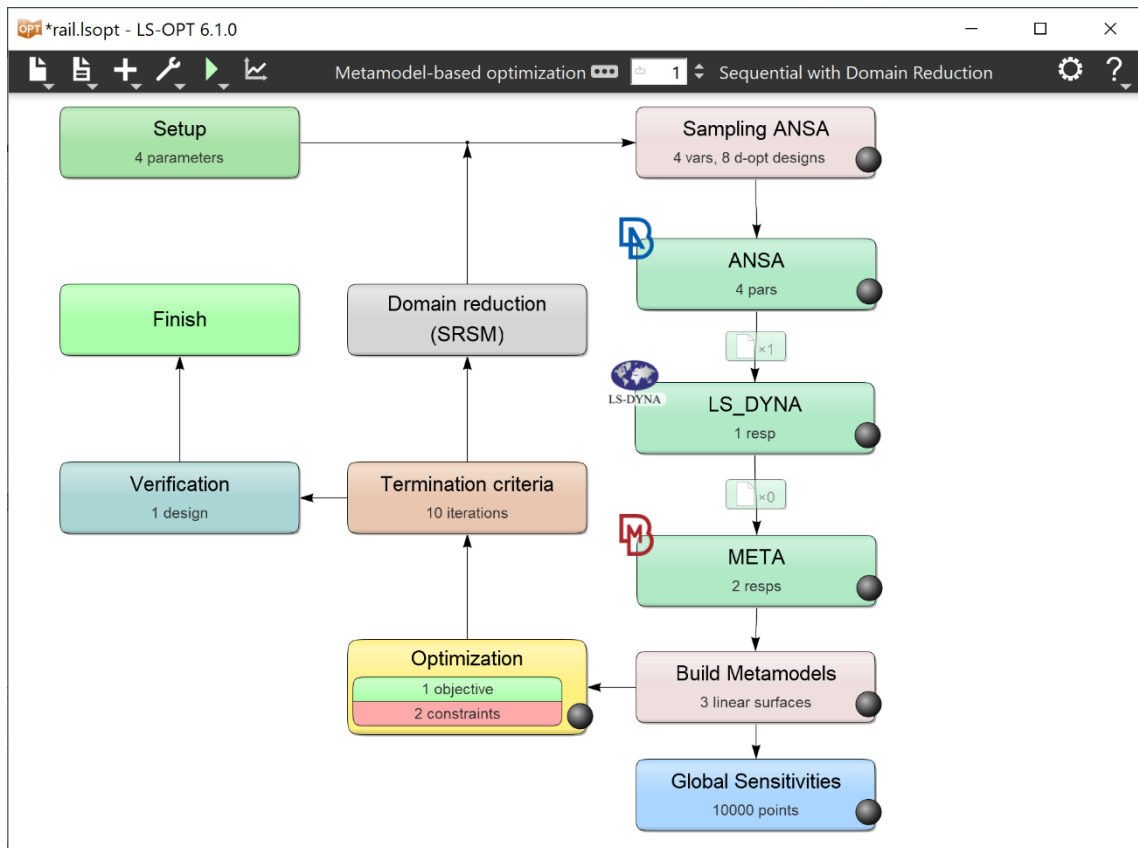 OPT *rail.lsopt - LS-OPT 6.1.0
Metamodel-based optimization 1 Sequential with Domain Reduction ?
Setup
4 parameters
Sampling ANSA
4 vars, 8 d-opt designs
ANSA
4 pars
×1
Finish
Domain reduction
(SRSM)
LS-DYNA
LS_DYNA
1 resp
×0
Verification
1 design
Termination criteria
10 iterations
META
2 resps
Optimization
1 objective
2 constraints
Build Metamodels
3 linear surfaces
Global Sensitivities
10000 points